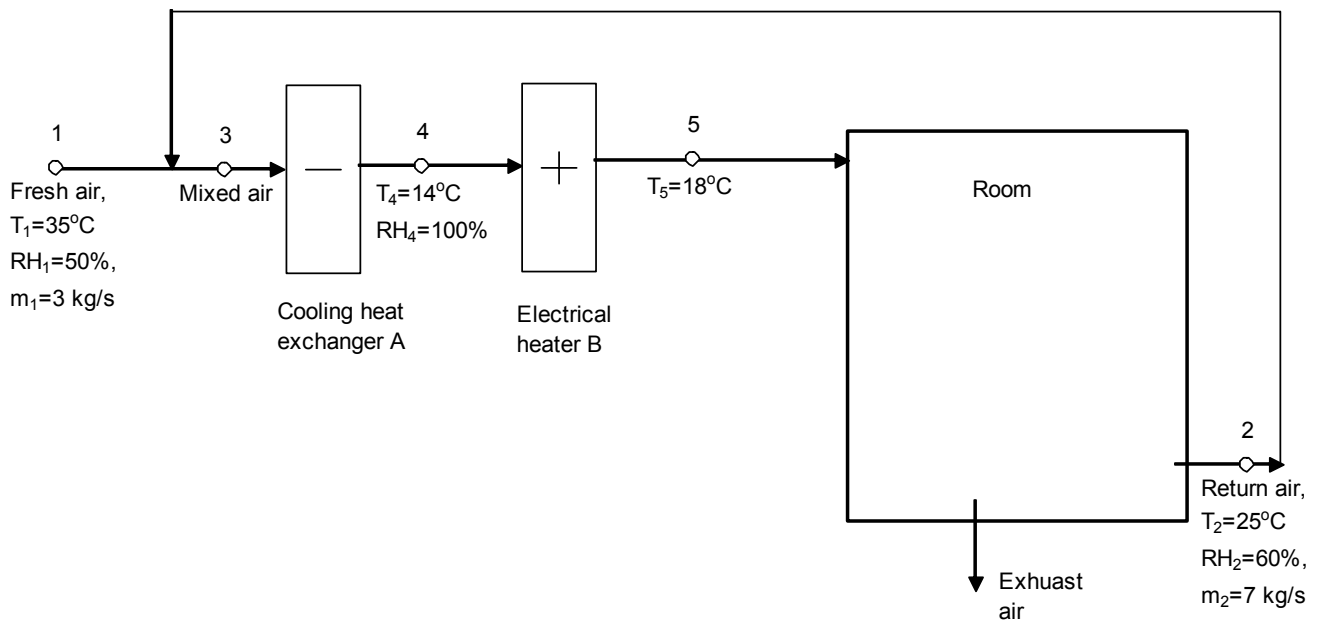 1
Fresh air,
T₁=35°C
RH₁=50%,
m₁=3 kg/s
3
Mixed air
Cooling heat
exchanger A
4
T₄=14°C
RH₄=100%
Electrical
heater B
5
T₅=18°C
Room
2
Return air,
T₂=25°C
RH₂=60%,
m₂=7 kg/s
Exhuast
air